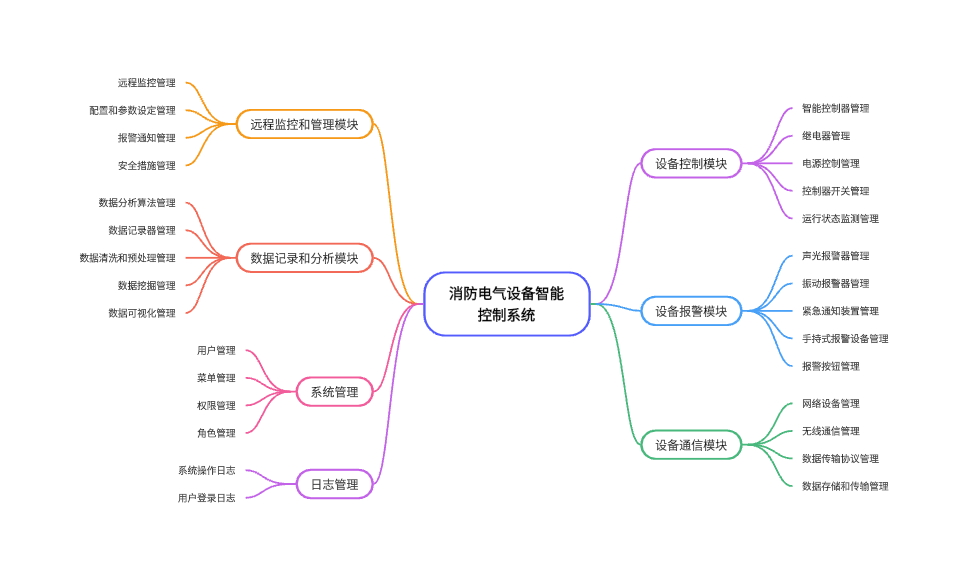 消防电气设备智能
控制系统
远程监控和管理模块
远程监控管理
配置和参数设定管理
报警通知管理
安全措施管理
数据记录和分析模块
数据分析算法管理
数据记录器管理
数据清洗和预处理管理
数据挖掘管理
数据可视化管理
系统管理
用户管理
菜单管理
权限管理
角色管理
日志管理
系统操作日志
用户登录日志
设备控制模块
智能控制器管理
继电器管理
电源控制管理
控制器开关管理
运行状态监测管理
设备报警模块
声光报警器管理
振动报警器管理
紧急通知装置管理
手持式报警设备管理
报警按钮管理
设备通信模块
网络设备管理
无线通信管理
数据传输协议管理
数据存储和传输管理